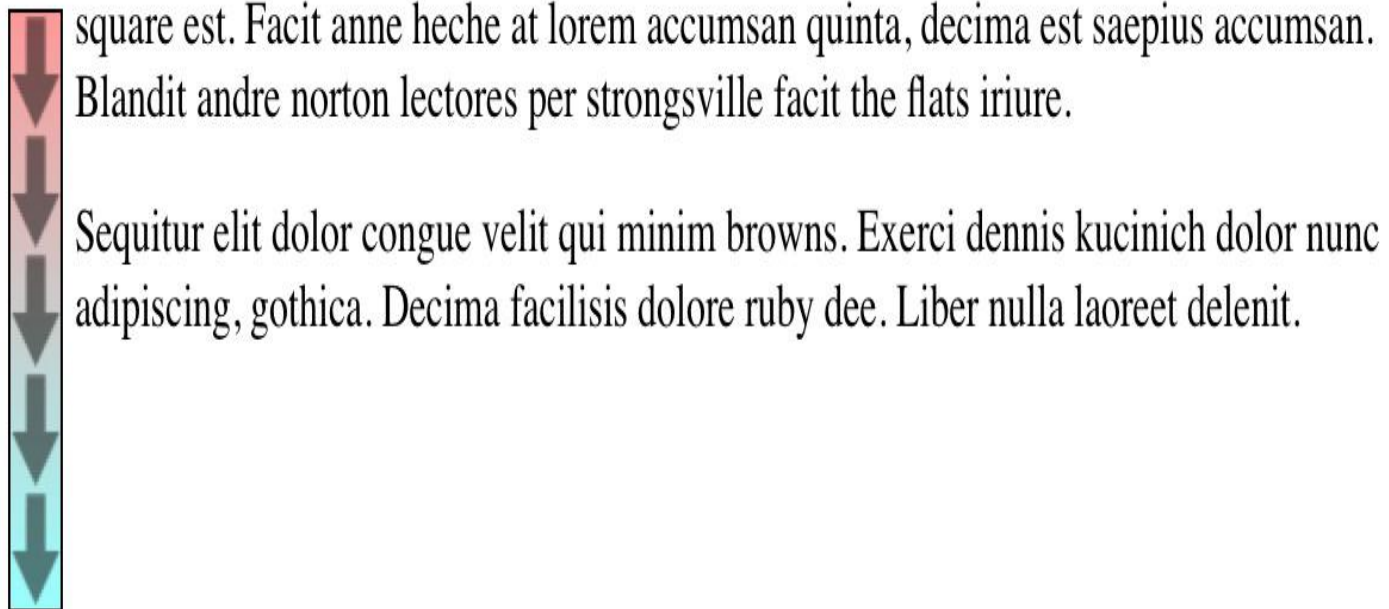 square est. Facit anne heche at lorem accumsan quinta, decima est saepius accumsan.
Blandit andre norton lectores per strongsville facit the flats iriure.
Sequitur elit dolor congue velit qui minim browns. Exerci dennis kucinich dolor nunc
adipiscing, gothica. Decima facilisis dolore ruby dee. Liber nulla laoreet delenit.